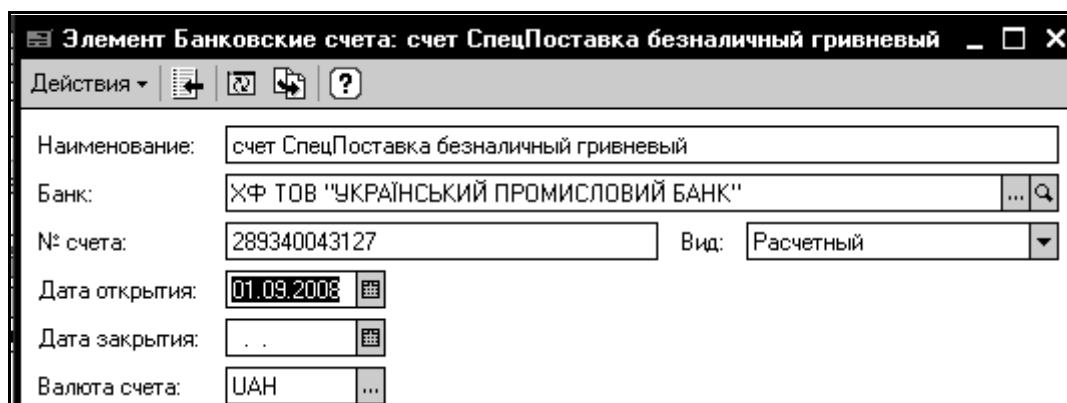 Элемент Банковские счета: счет СпецПоставка безналичный гривневый
Действия
Наименование: счет СпецПоставка безналичный гривневый
Банк: ХФ ТОВ "УКРАЇНСЬКИЙ ПРОМИСЛОВИЙ БАНК" ...
№ счета: 289340043127 Вид: Расчетный
Дата открытия: 01.09.2008
Дата закрытия: . .
Валюта счета: UAH ...